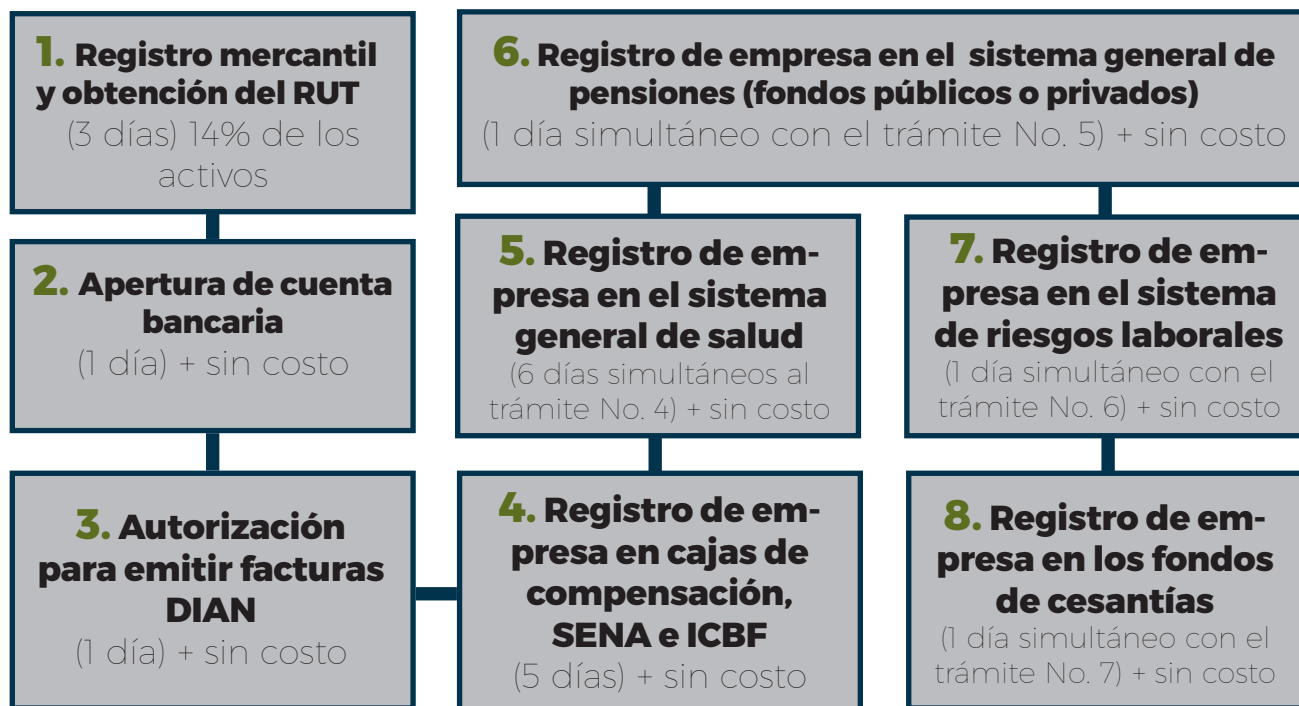 1. Registro mercantil
y obtención del RUT
(3 días) 14% de los
activos
2. Apertura de cuenta
bancaria
(1 día) + sin costo
3. Autorización
para emitir facturas
DIAN
(1 día) + sin costo
4. Registro de em-
presa en cajas de
compensación,
SENA e ICBF
(5 días) + sin costo
5. Registro de em-
presa en el sistema
general de salud
(6 días simultáneos al
trámite No. 4) + sin costo
6. Registro de empresa en el sistema general de
pensiones (fondos públicos o privados)
(1 día simultáneo con el trámite No. 5) + sin costo
7. Registro de em-
presa en el sistema
de riesgos laborales
(1 día simultáneo con el
trámite No. 6) + sin costo
8. Registro de em-
presa en los fondos
de cesantías
(1 día simultáneo con el
trámite No. 7) + sin costo